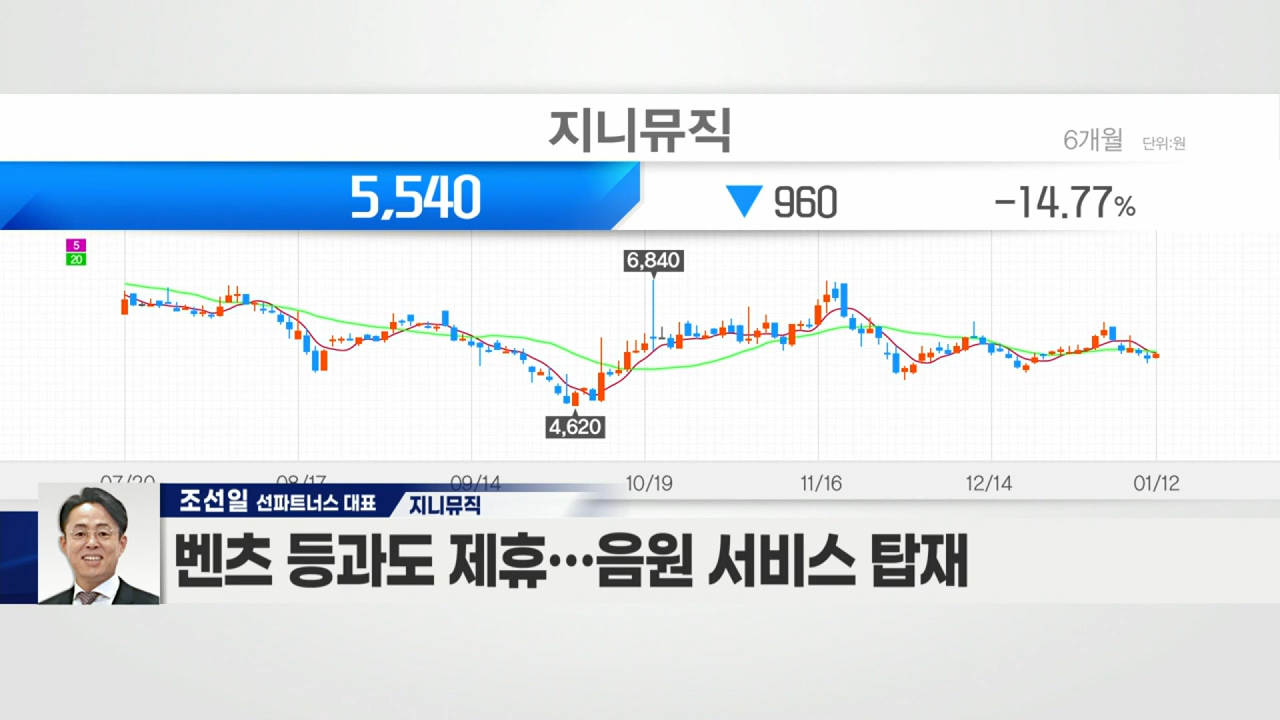 지니뮤직
6개월 단위:원
5,540 ▼ 960 -14.77%
5
20
6,840
4,620
07/20 08/17 09/14 10/19 11/16 12/14 01/12
조선일 선파트너스 대표 지니뮤직
벤츠 등과도 제휴…음원 서비스 탑재